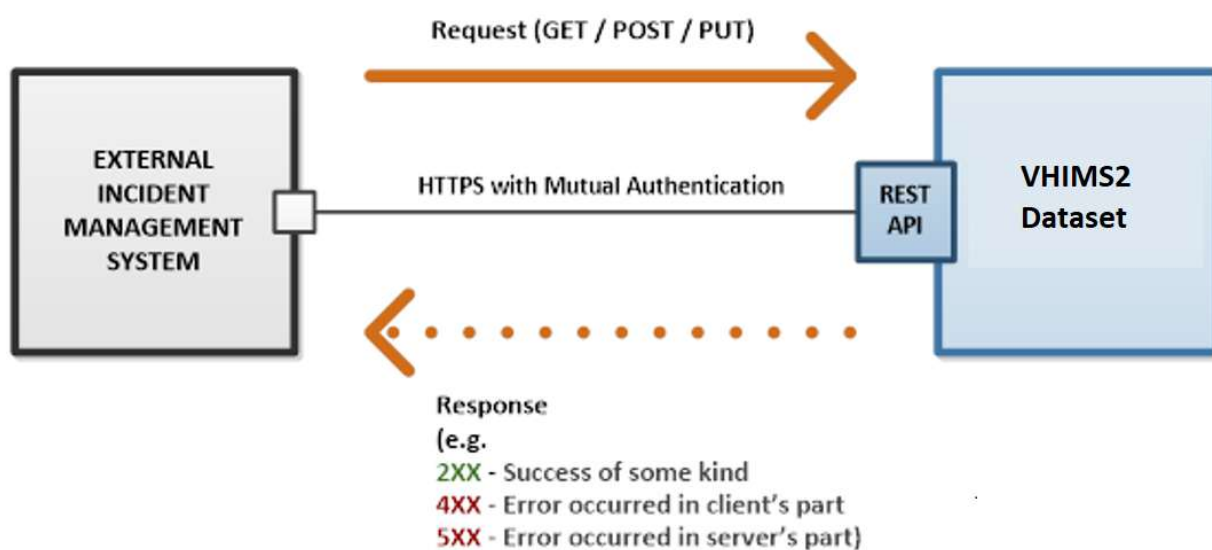 Request (GET / POST / PUT)
EXTERNAL
INCIDENT
MANAGEMENT
SYSTEM
HTTPS with Mutual Authentication
REST
API
VHIMS2
Dataset
Response
(e.g.
2XX - Success of some kind
4XX - Error occurred in client's part
5XX - Error occurred in server's part)